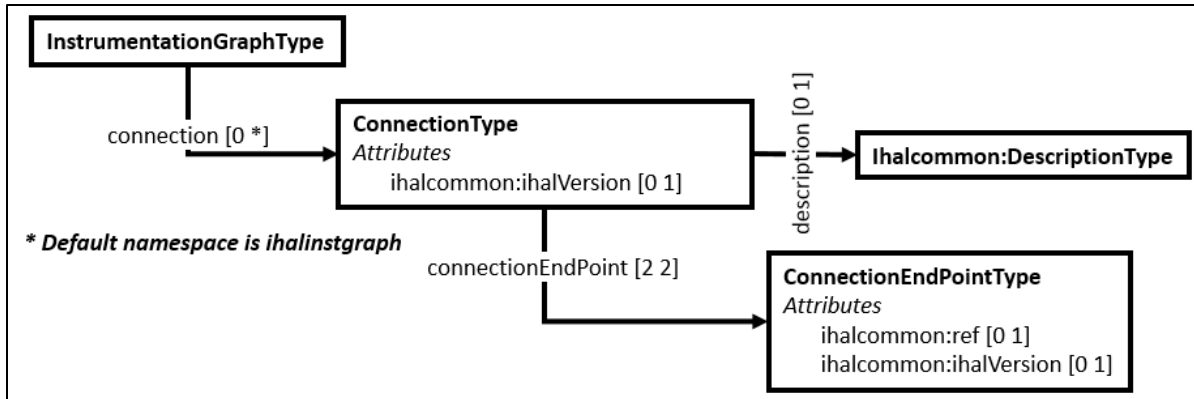 InstrumentationGraphType
connection [0 *]
ConnectionType
Attributes
ihalcommon:ihalVersion [0 1]
description [0 1]
Ihalcommon:DescriptionType
* Default namespace is ihalinstgraph
connectionEndPoint [2 2]
ConnectionEndPointType
Attributes
ihalcommon:ref [0 1]
ihalcommon:ihalVersion [0 1]